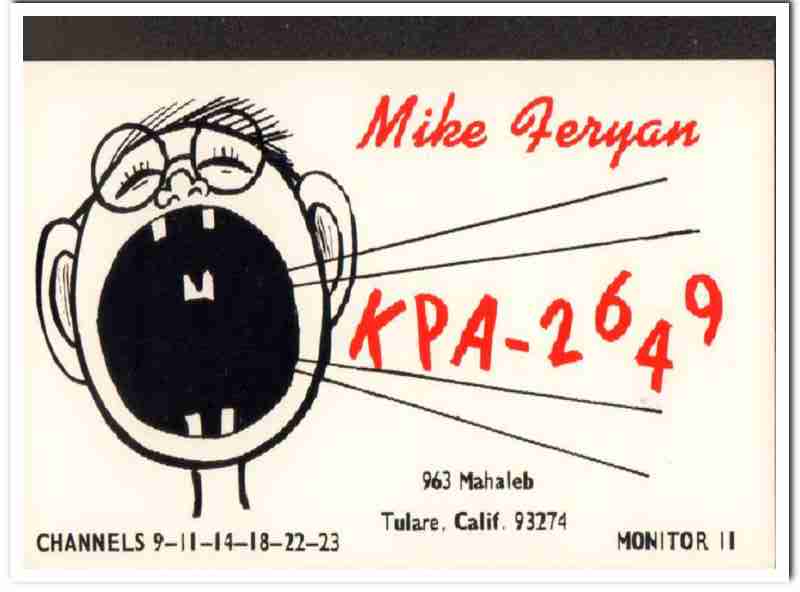 Mike Feryan
KPA-2649
963 Mahaleb
Tulare, Calif. 93274
CHANNELS 9-11-14-18-22-23
MONITOR 11